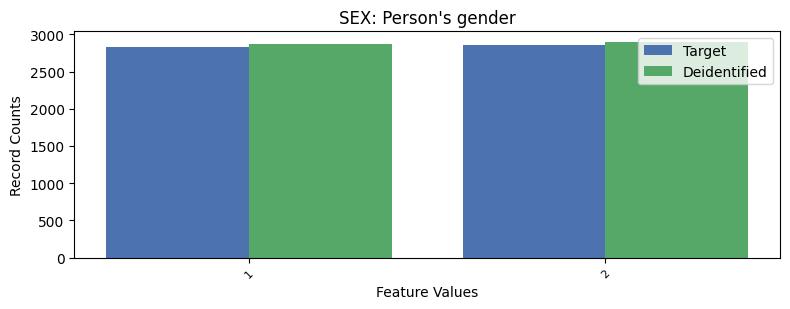 SEX: Person's gender
Target
Deidentified
3000
2500
2000
1500
1000
500
0
Record Counts
1
2
Feature Values